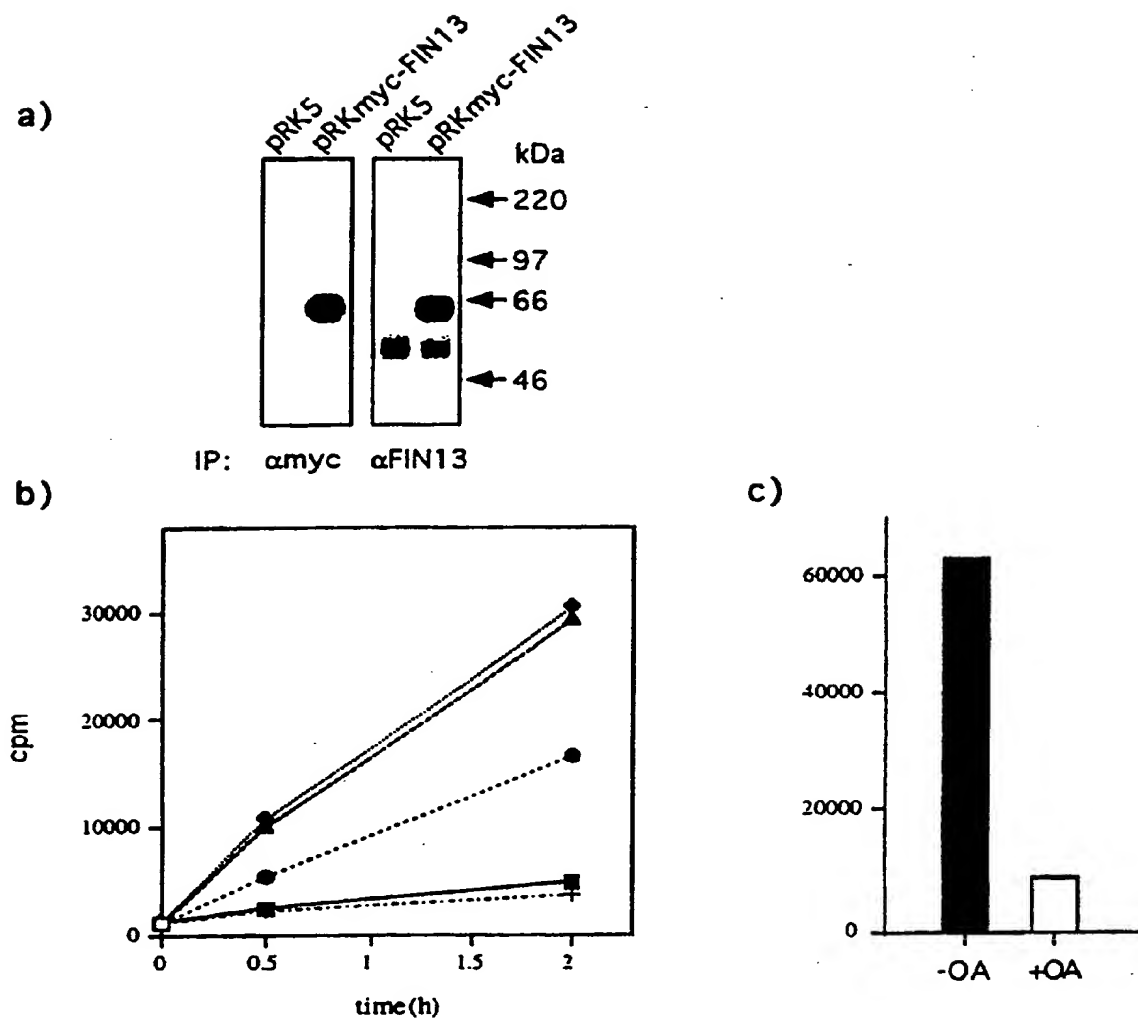 a)
pRK5
pRKmyc-FIN13
pRK5
pRKmyc-FIN13
kDa
220
97
66
46
IP: αmyc αFIN13
b)
30000
20000
10000
0
cpm
0 0.5 1 1.5 2
time(h)
c)
60000
40000
20000
0
-OA +OA